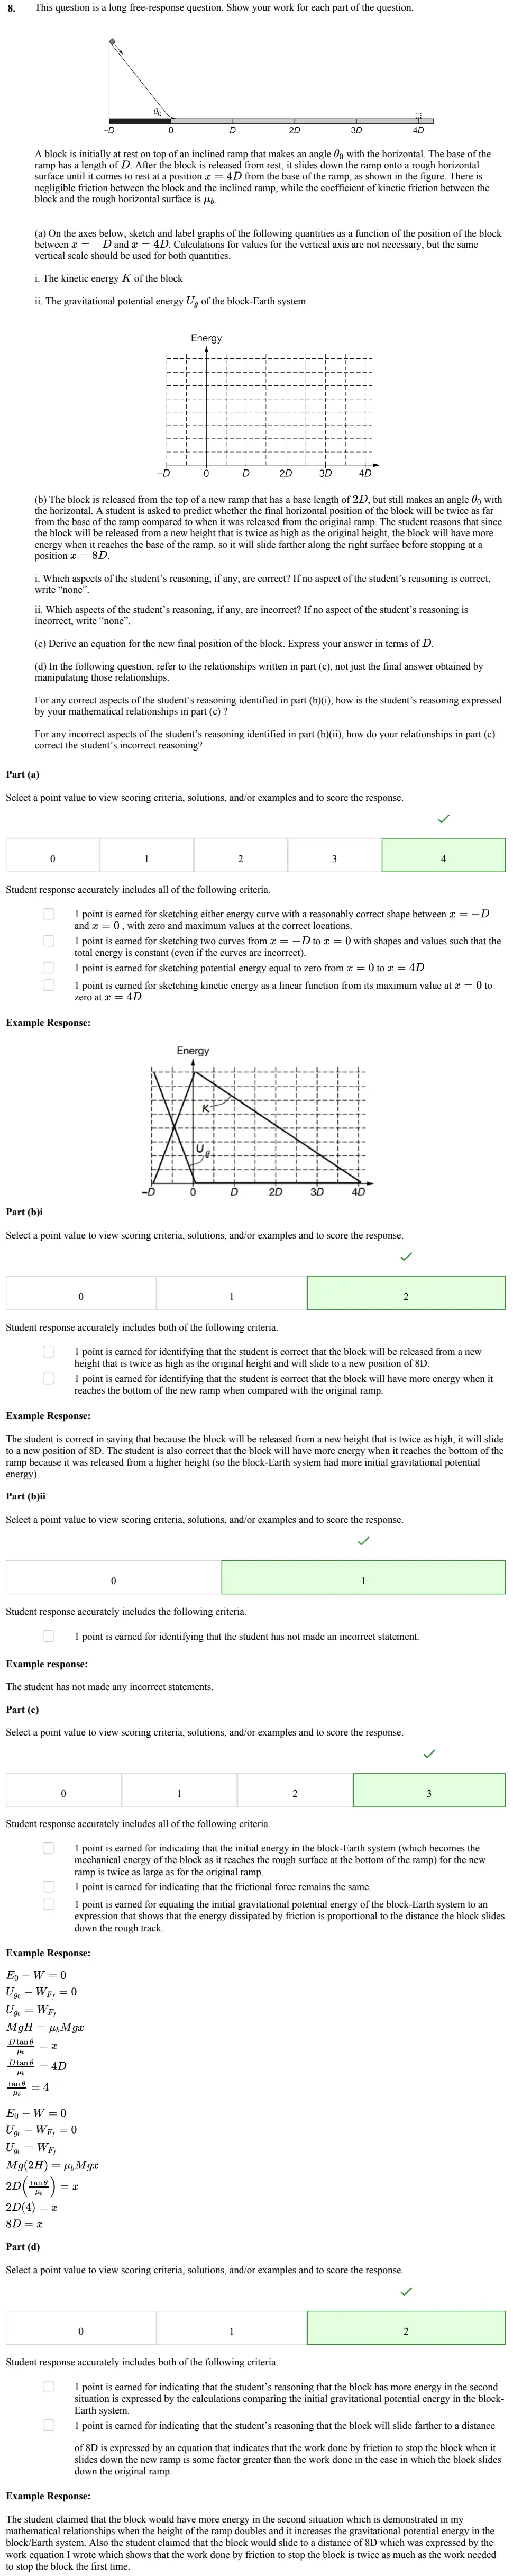 8. This question is a long free-response question. Show your work for each part of the question.
θ₀
−D 0 D 2D 3D 4D
A block is initially at rest on top of an inclined ramp that makes an angle θ₀ with the horizontal. The base of the
ramp has a length of D. After the block is released from rest, it slides down the ramp onto a rough horizontal
surface until it comes to rest at a position x = 4D from the base of the ramp, as shown in the figure. There is
negligible friction between the block and the inclined ramp, while the coefficient of kinetic friction between the
block and the rough horizontal surface is μ_b.
(a) On the axes below, sketch and label graphs of the following quantities as a function of the position of the block
between x = −D and x = 4D. Calculations for values for the vertical axis are not necessary, but the same
vertical scale should be used for both quantities.
i. The kinetic energy K of the block
ii. The gravitational potential energy U_g of the block-Earth system
Energy
−D 0 D 2D 3D 4D
(b) The block is released from the top of a new ramp that has a base length of 2D, but still makes an angle θ₀ with
the horizontal. A student is asked to predict whether the final horizontal position of the block will be twice as far
from the base of the ramp compared to when it was released from the original ramp. The student reasons that since
the block will be released from a new height that is twice as high as the original height, the block will have more
energy when it reaches the base of the ramp, so it will slide farther along the right surface before stopping at a
position x = 8D.
i. Which aspects of the student's reasoning, if any, are correct? If no aspect of the student's reasoning is correct,
write “none”.
ii. Which aspects of the student's reasoning, if any, are incorrect? If no aspect of the student's reasoning is
incorrect, write “none”.
(c) Derive an equation for the new final position of the block. Express your answer in terms of D.
(d) In the following question, refer to the relationships written in part (c), not just the final answer obtained by
manipulating those relationships.
For any correct aspects of the student's reasoning identified in part (b)(i), how is the student's reasoning expressed
by your mathematical relationships in part (c) ?
For any incorrect aspects of the student's reasoning identified in part (b)(ii), how do your relationships in part (c)
correct the student's incorrect reasoning?
Part (a)
Select a point value to view scoring criteria, solutions, and/or examples and to score the response.
0 1 2 3 4
Student response accurately includes all of the following criteria.
1 point is earned for sketching either energy curve with a reasonably correct shape between x = −D
and x = 0 , with zero and maximum values at the correct locations.
1 point is earned for sketching two curves from x = −D to x = 0 with shapes and values such that the
total energy is constant (even if the curves are incorrect).
1 point is earned for sketching potential energy equal to zero from x = 0 to x = 4D
1 point is earned for sketching kinetic energy as a linear function from its maximum value at x = 0 to
zero at x = 4D
Example Response:
Energy
K
U_g
−D 0 D 2D 3D 4D
Part (b)i
Select a point value to view scoring criteria, solutions, and/or examples and to score the response.
0 1 2
Student response accurately includes both of the following criteria.
1 point is earned for identifying that the student is correct that the block will be released from a new
height that is twice as high as the original height and will slide to a new position of 8D.
1 point is earned for identifying that the student is correct that the block will have more energy when it
reaches the bottom of the new ramp when compared with the original ramp.
Example Response:
The student is correct in saying that because the block will be released from a new height that is twice as high, it will slide
to a new position of 8D. The student is also correct that the block will have more energy when it reaches the bottom of the
ramp because it was released from a higher height (so the block-Earth system had more initial gravitational potential
energy).
Part (b)ii
Select a point value to view scoring criteria, solutions, and/or examples and to score the response.
0 1
Student response accurately includes the following criteria.
1 point is earned for identifying that the student has not made an incorrect statement.
Example response:
The student has not made any incorrect statements.
Part (c)
Select a point value to view scoring criteria, solutions, and/or examples and to score the response.
0 1 2 3
Student response accurately includes all of the following criteria.
1 point is earned for indicating that the initial energy in the block-Earth system (which becomes the
mechanical energy of the block as it reaches the rough surface at the bottom of the ramp) for the new
ramp is twice as large as for the original ramp.
1 point is earned for indicating that the frictional force remains the same.
1 point is earned for equating the initial gravitational potential energy of the block-Earth system to an
expression that shows that the energy dissipated by friction is proportional to the distance the block slides
down the rough track.
Example Response:
E₀ − W = 0
U_{g₀} − W_{F_f} = 0
U_{g₀} = W_{F_f}
MgH = μ_bMgx
D tan θ / μ_b = x
D tan θ / μ_b = 4D
tan θ / μ_b = 4
E₀ − W = 0
U_{g₀} − W_{F_f} = 0
U_{g₀} = W_{F_f}
Mg(2H) = μ_bMgx
2D(tan θ / μ_b) = x
2D(4) = x
8D = x
Part (d)
Select a point value to view scoring criteria, solutions, and/or examples and to score the response.
0 1 2
Student response accurately includes both of the following criteria.
1 point is earned for indicating that the student's reasoning that the block has more energy in the second
situation is expressed by the calculations comparing the initial gravitational potential energy in the block-
Earth system.
1 point is earned for indicating that the student's reasoning that the block will slide farther to a distance
of 8D is expressed by an equation that indicates that the work done by friction to stop the block when it
slides down the new ramp is some factor greater than the work done in the case in which the block slides
down the original ramp.
Example Response:
The student claimed that the block would have more energy in the second situation which is demonstrated in my
mathematical relationships when the height of the ramp doubles and it increases the gravitational potential energy in the
block/Earth system. Also the student claimed that the block would slide to a distance of 8D which was expressed by the
work equation I wrote which shows that the work done by friction to stop the block is twice as much as the work needed
to stop the block the first time.